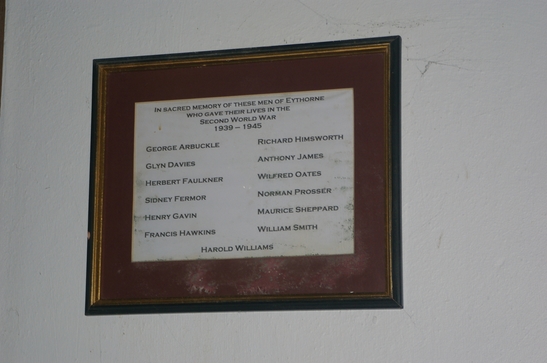 In sacred memory of these men of Eythorne
who gave their lives in the
Second World War
1939 – 1945
George Arbuckle
Glyn Davies
Herbert Faulkner
Sidney Fermor
Henry Gavin
Francis Hawkins
Richard Himsworth
Anthony James
Wilfred Oates
Norman Prosser
Maurice Sheppard
William Smith
Harold Williams